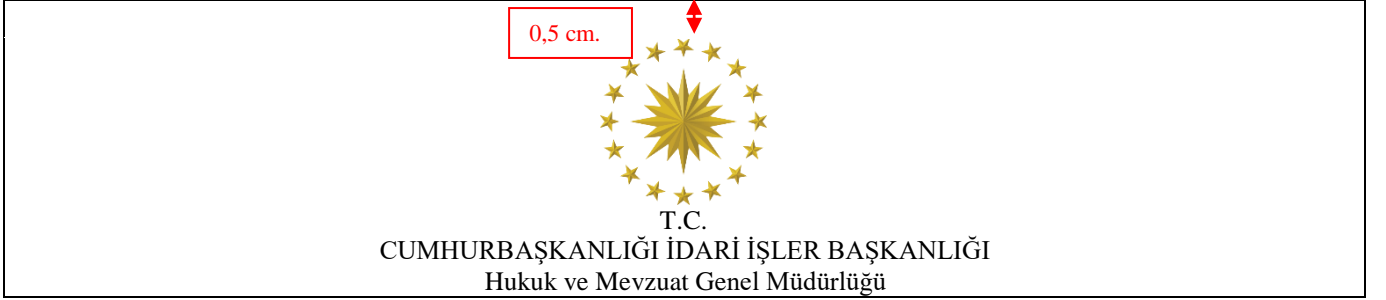 0,5 cm.
T.C.
CUMHURBAŞKANLIĞI İDARİ İŞLER BAŞKANLIĞI
Hukuk ve Mevzuat Genel Müdürlüğü